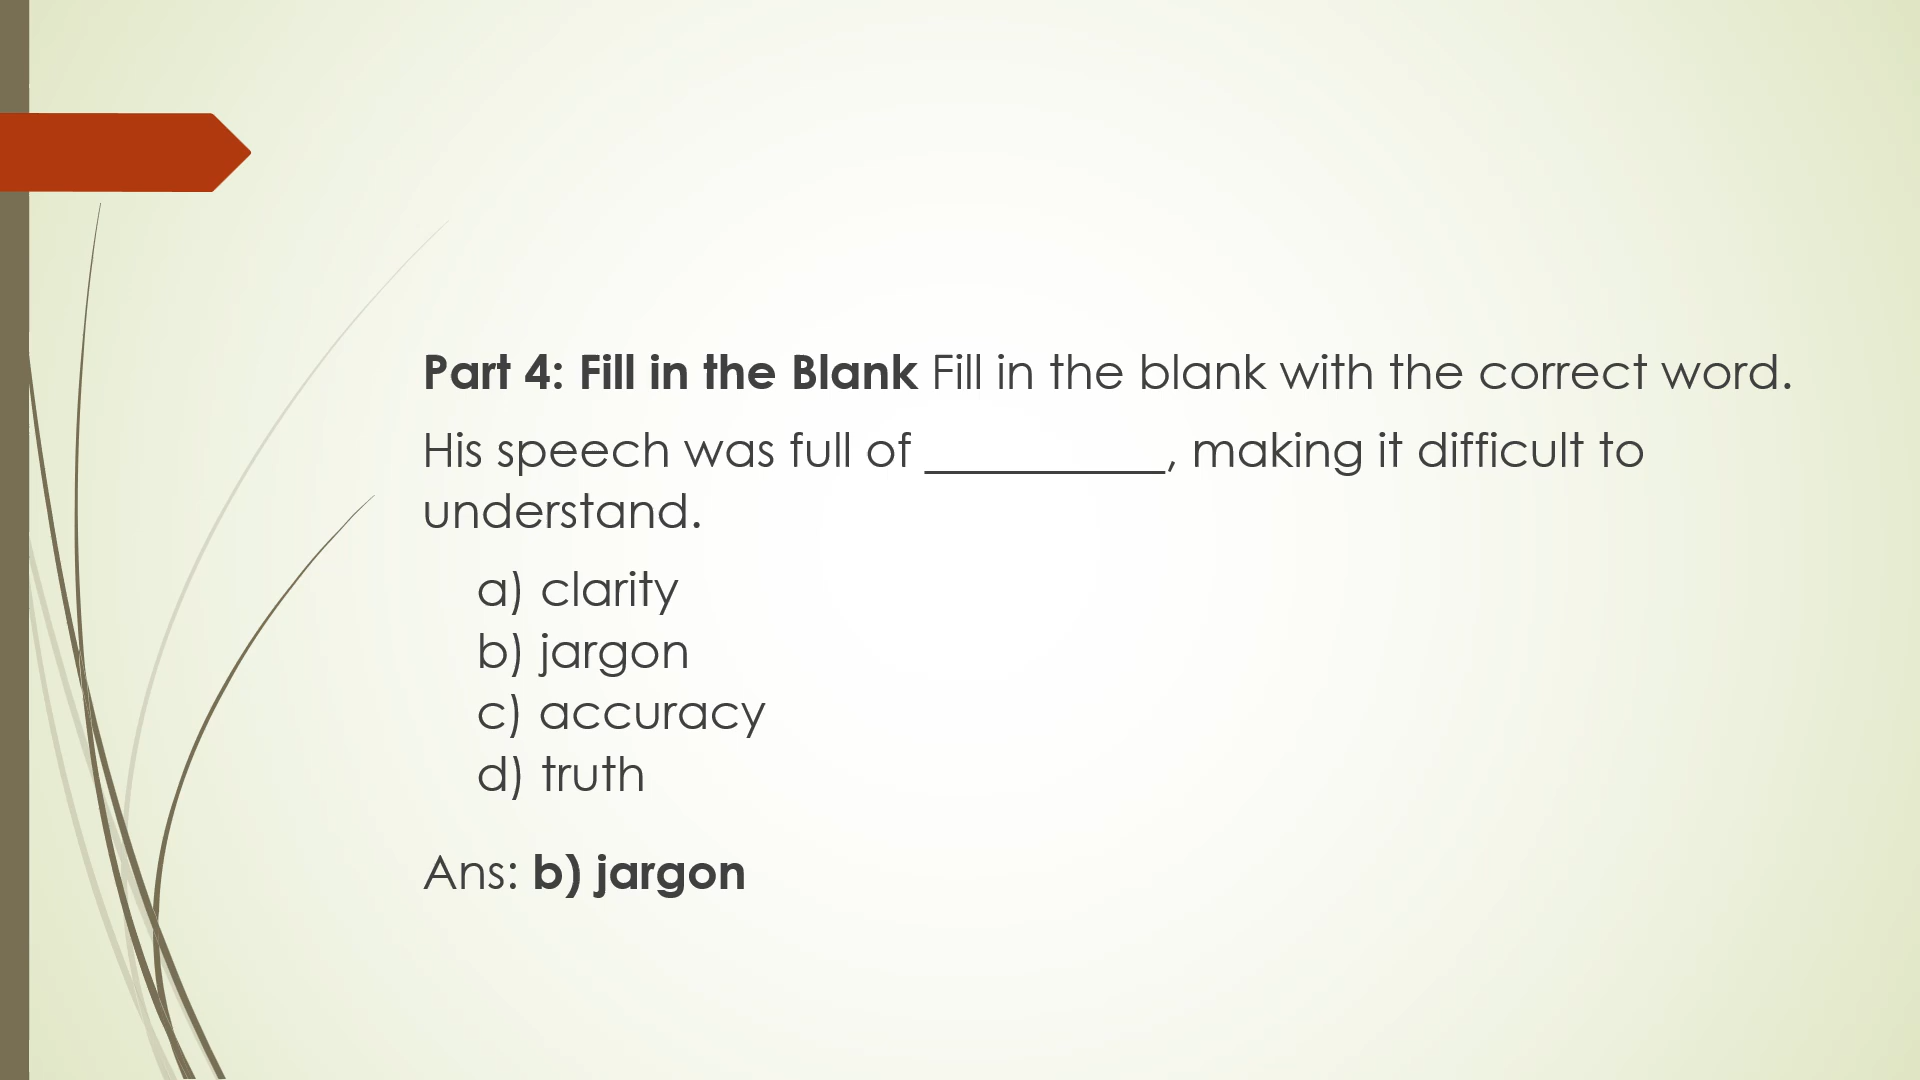 Part 4: Fill in the Blank Fill in the blank with the correct word.
His speech was full of __________, making it difficult to
understand.
a) clarity
b) jargon
c) accuracy
d) truth
Ans: b) jargon